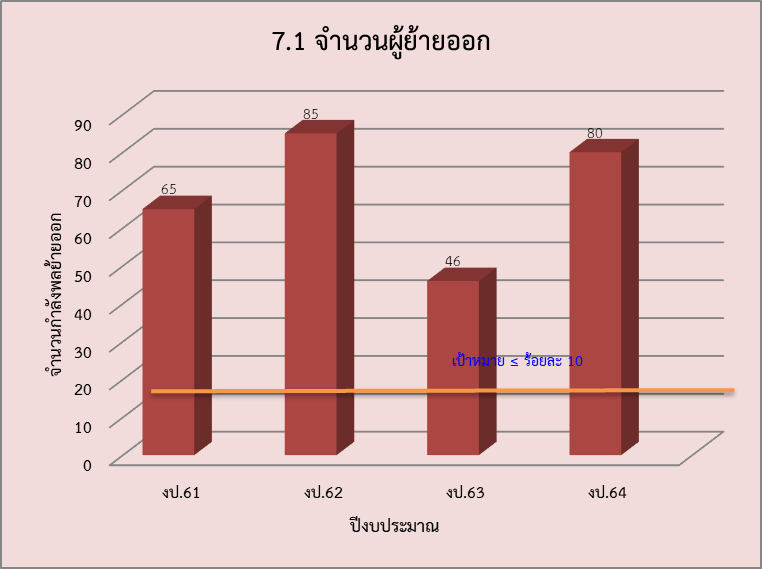 7.1 จำนวนผู้ย้ายออก
จำนวนกำลังพลย้ายออก
90
80
70
60
50
40
30
20
10
0
65
85
46
80
เป้าหมาย ≤ ร้อยละ 10
งป.61
งป.62
งป.63
งป.64
ปีงบประมาณ